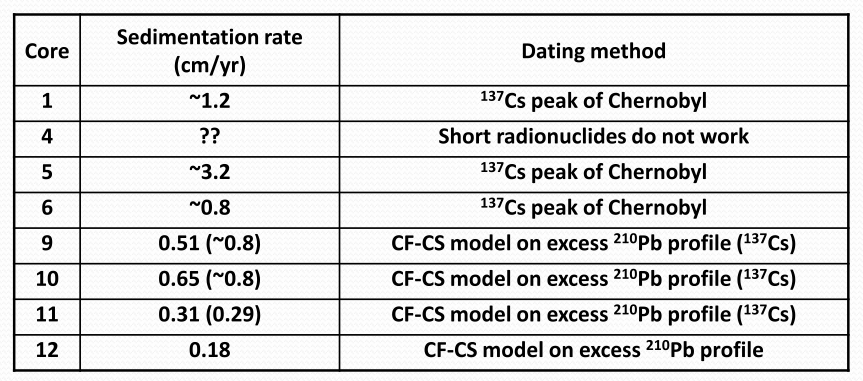 Core Sedimentation rate (cm/yr) Dating method
1 ~1.2 ¹³⁷Cs peak of Chernobyl
4 ?? Short radionuclides do not work
5 ~3.2 ¹³⁷Cs peak of Chernobyl
6 ~0.8 ¹³⁷Cs peak of Chernobyl
9 0.51 (~0.8) CF-CS model on excess ²¹⁰Pb profile (¹³⁷Cs)
10 0.65 (~0.8) CF-CS model on excess ²¹⁰Pb profile (¹³⁷Cs)
11 0.31 (0.29) CF-CS model on excess ²¹⁰Pb profile (¹³⁷Cs)
12 0.18 CF-CS model on excess ²¹⁰Pb profile